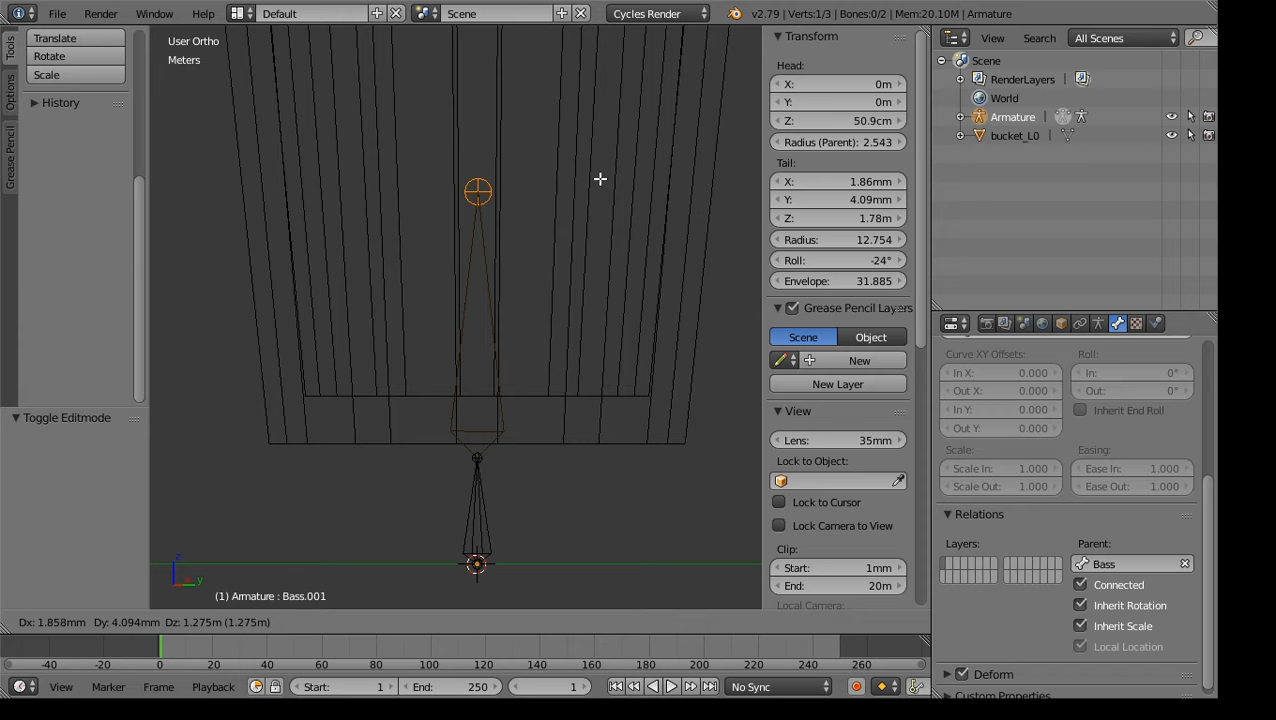 File Render Window Help Default Scene Cycles Render v2.79 | Verts:1/3 | Bones:0/2 | Mem:20.10M | Armature
Tools
Options
Grease Pencil
Translate
Rotate
Scale
History
Toggle Editmode
User Ortho
Meters
(1) Armature : Bass.001
Dx: 1.858mm Dy: 4.094mm Dz: 1.275m (1.275m)
Transform
Head:
X: 0m
Y: 0m
Z: 50.9cm
Radius (Parent): 2.543
Tail:
X: 1.86mm
Y: 4.09mm
Z: 1.78m
Radius: 12.754
Roll: -24°
Envelope: 31.885
Grease Pencil Layers
Scene Object
New
New Layer
View
Lens: 35mm
Lock to Object:
Lock to Cursor
Lock Camera to View
Clip:
Start: 1mm
End: 20m
Local Camera:
View Search All Scenes
Scene
RenderLayers
World
Armature
bucket_L0
Curve XY Offsets: Roll:
In X: 0.000 In: 0°
Out X: 0.000 Out: 0°
In Y: 0.000 Inherit End Roll
Out Y: 0.000
Scale: Easing:
Scale In: 1.000 Ease In: 1.000
Scale Out: 1.000 Ease Out: 1.000
Relations
Layers: Parent:
Bass
Connected
Inherit Rotation
Inherit Scale
Local Location
Deform
Custom Properties
-40 -20 0 20 40 60 80 100 120 140 160 180 200 220 240 260
View Marker Frame Playback Start: 1 End: 250 1 No Sync
z
y